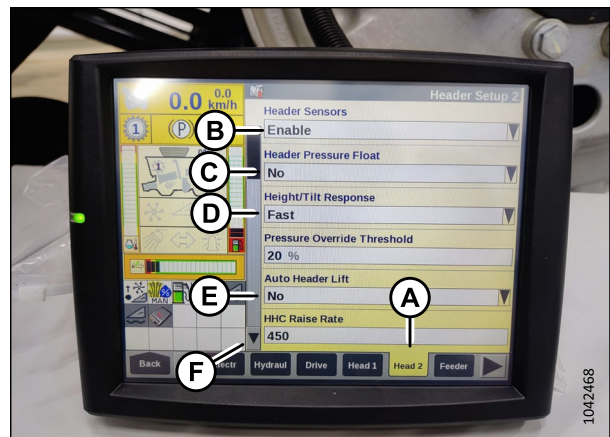 0.0 0.0 km/h
Header Setup 2
1
P
Header Sensors
B
Enable
Header Pressure Float
C
No
Height/Tilt Response
D
Fast
Pressure Override Threshold
20 %
Auto Header Lift
E
No
A
HHC Raise Rate
450
MAN
F
Back
Hydraul
Drive
Head 1
Head 2
Feeder
1042468